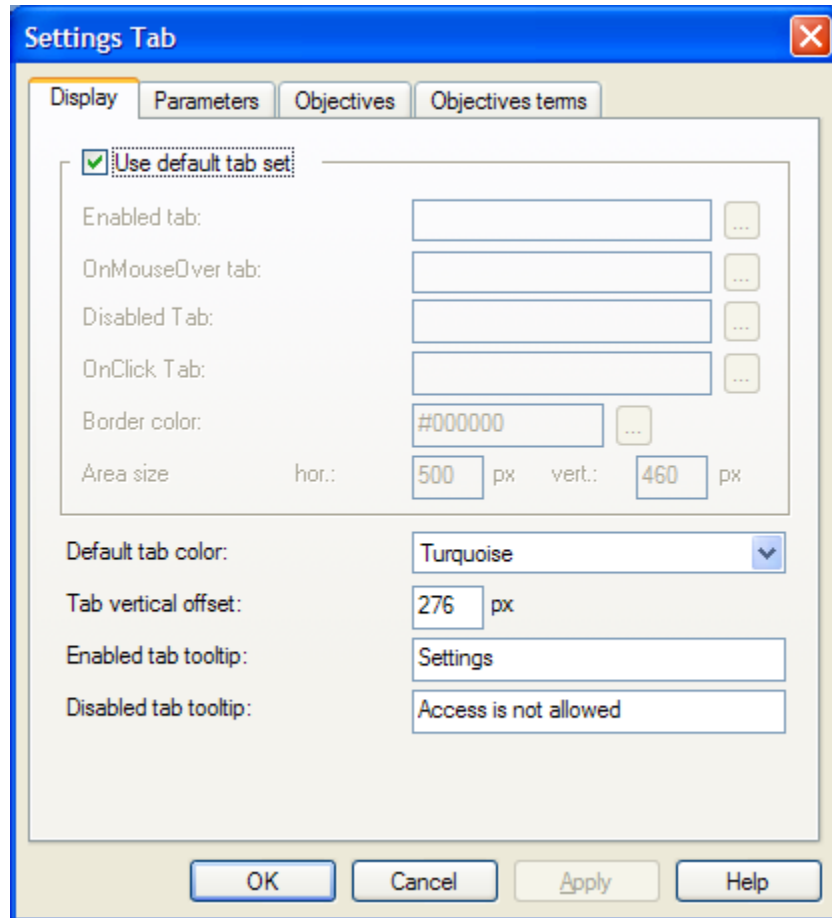 Settings Tab
Display Parameters Objectives Objectives terms
Use default tab set
Enabled tab: ...
OnMouseOver tab: ...
Disabled Tab: ...
OnClick Tab: ...
Border color: #000000 ...
Area size hor.: 500 px vert.: 460 px
Default tab color: Turquoise
Tab vertical offset: 276 px
Enabled tab tooltip: Settings
Disabled tab tooltip: Access is not allowed
OK Cancel Apply Help